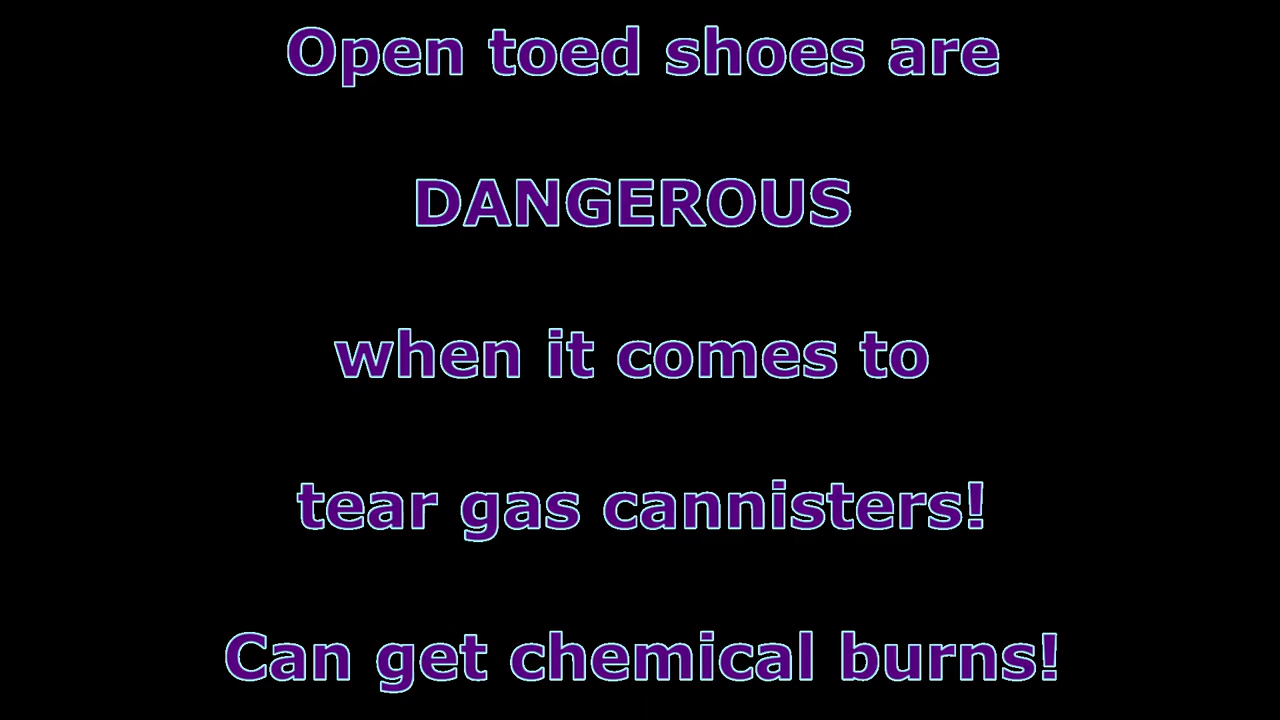 Open toed shoes are
DANGEROUS
when it comes to
tear gas cannisters!
Can get chemical burns!